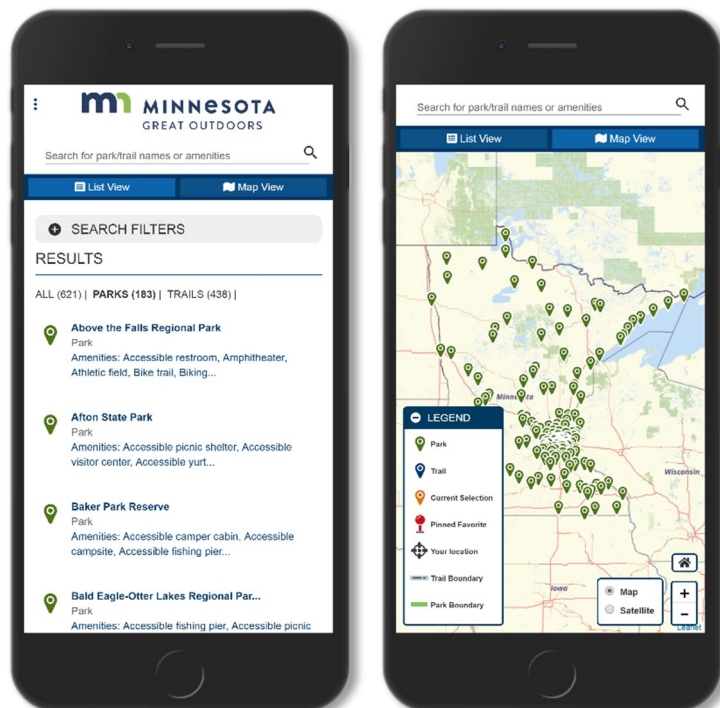 MINNESOTA
GREAT OUTDOORS
Search for park/trail names or amenities
List View
Map View
SEARCH FILTERS
RESULTS
ALL (621) | PARKS (183) | TRAILS (438) |
Above the Falls Regional Park
Park
Amenities: Accessible restroom, Amphitheater,
Athletic field, Bike trail, Biking...
Afton State Park
Park
Amenities: Accessible picnic shelter, Accessible
visitor center, Accessible yurt...
Baker Park Reserve
Park
Amenities: Accessible camper cabin, Accessible
campsite, Accessible fishing pier...
Bald Eagle-Otter Lakes Regional Par...
Park
Amenities: Accessible fishing pier, Accessible picnic
Search for park/trail names or amenities
List View
Map View
Minnesota
Wisconsin
Iowa
LEGEND
Park
Trail
Current Selection
Pinned Favorite
Your location
Trail Boundary
Park Boundary
Map
Satellite
+
−
Leaflet